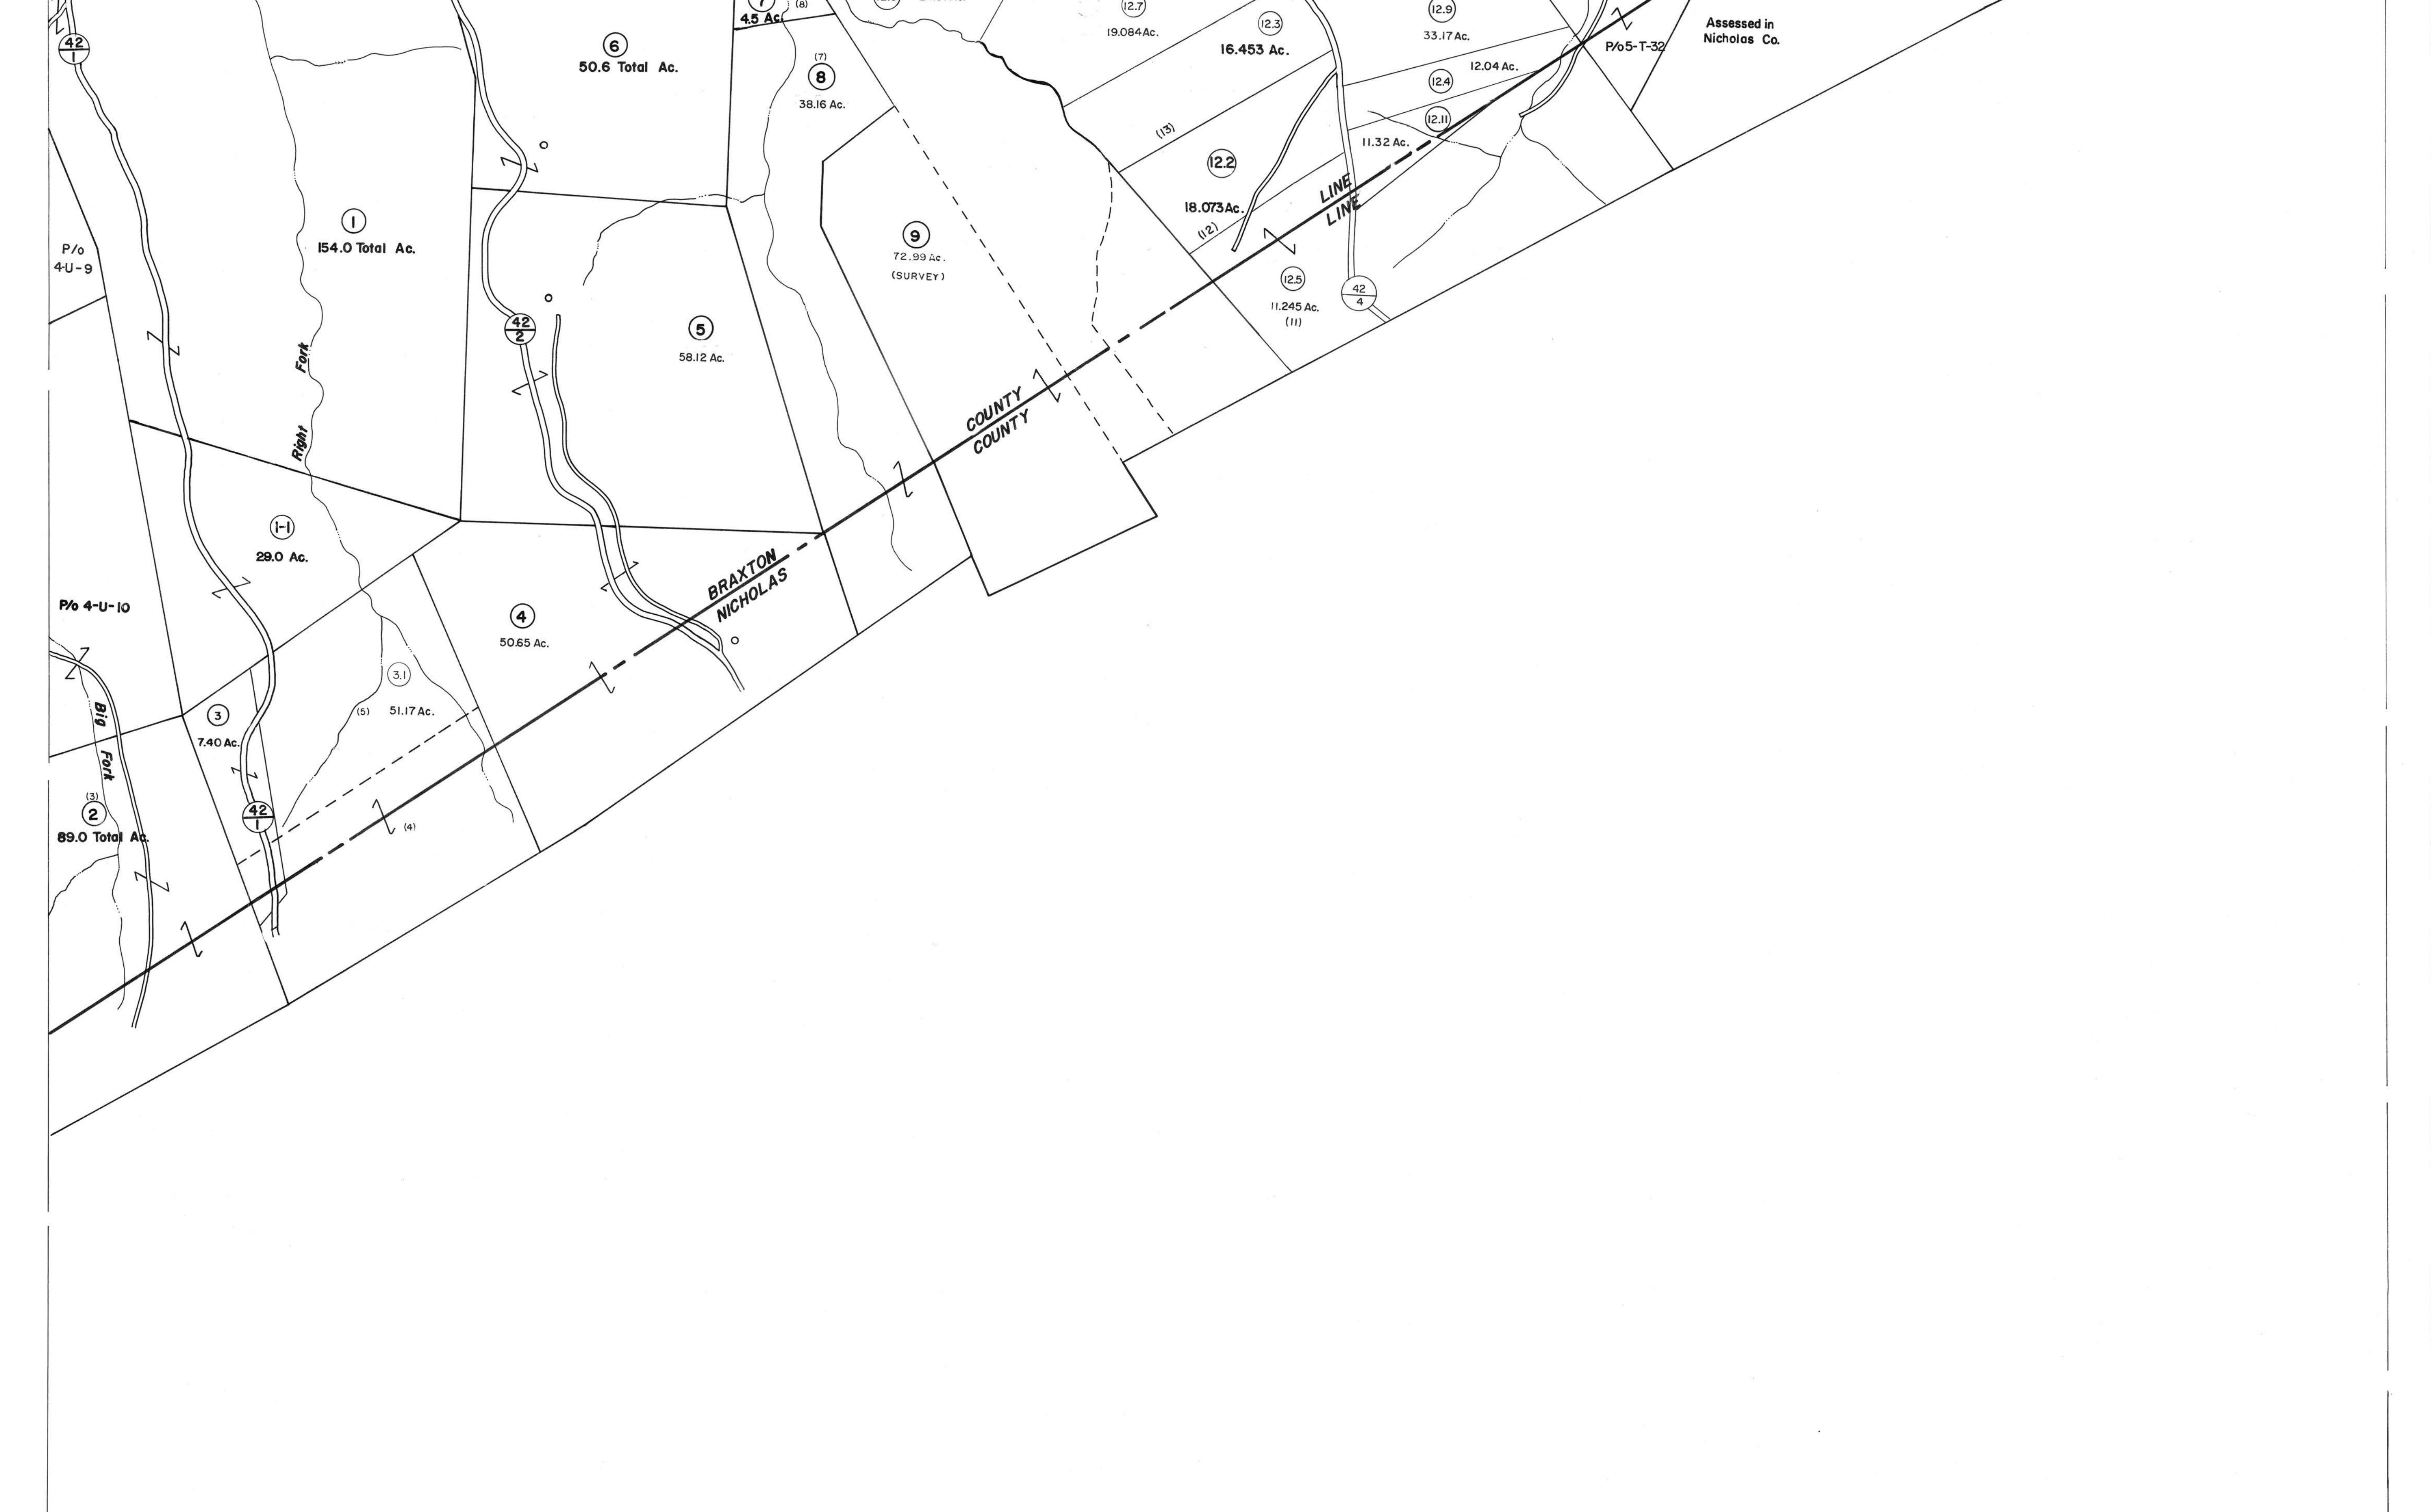 42
1
6
50.6 Total Ac.
7
4.5 Ac.
(8)
(7)
8
38.16 Ac.
12.7
19.084 Ac.
12.3
16.453 Ac.
12.9
33.17 Ac.
12.04 Ac.
12.4
12.11
11.32 Ac.
P/o 5-T-32
Assessed in
Nicholas Co.
(13)
12.2
18.073 Ac.
(12)
LINE
LINE
12.5
11.245 Ac.
(11)
42
4
P/o
4-U-9
1
154.0 Total Ac.
Right Fork
42
2
5
58.12 Ac.
9
72.99 Ac.
(SURVEY)
COUNTY
COUNTY
1-1
29.0 Ac.
P/o 4-U-10
4
50.65 Ac.
BRAXTON
NICHOLAS
3.1
(5) 51.17 Ac.
3
7.40 Ac.
Big Fork
(3)
2
89.0 Total Ac.
42
1
(4)